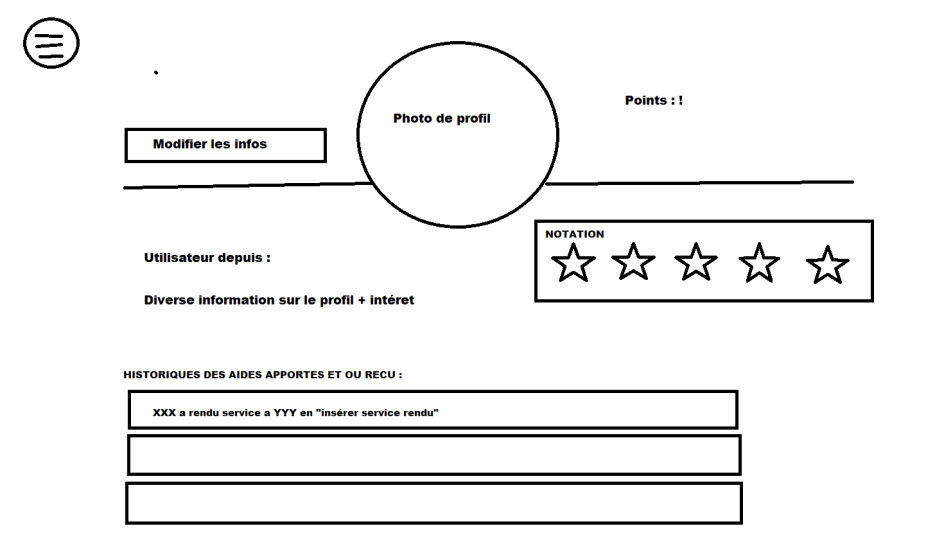 Points : !
Photo de profil
Modifier les infos
NOTATION
Utilisateur depuis :
Diverse information sur le profil + intéret
HISTORIQUES DES AIDES APPORTES ET OU RECU :
XXX a rendu service a YYY en "insérer service rendu"